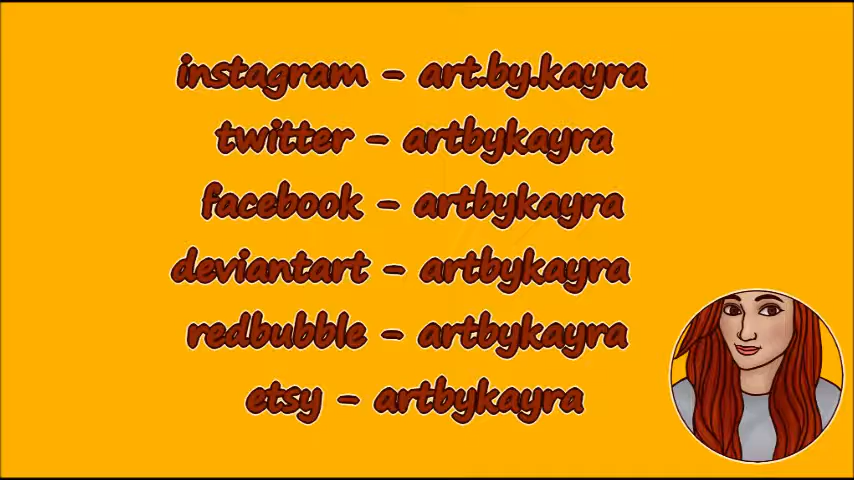 instagram - art.by.kayra
twitter - artbykayra
facebook - artbykayra
deviantart - artbykayra
redbubble - artbykayra
etsy - artbykayra